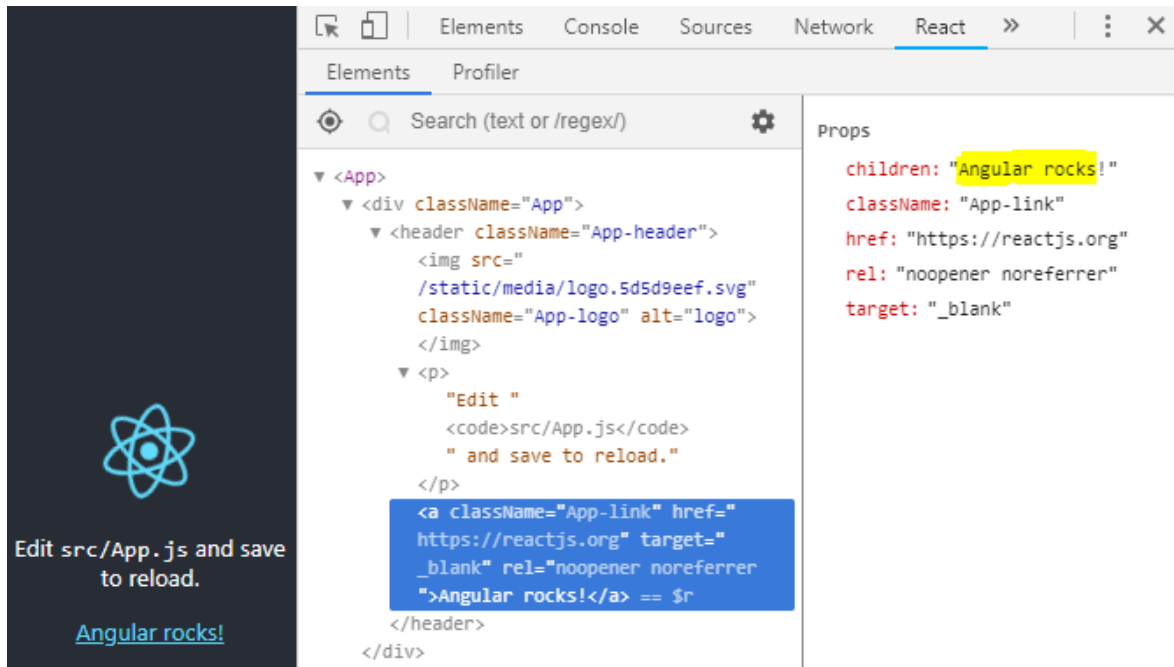 Elements Console Sources Network React »
Elements Profiler
Search (text or /regex/)
▼ <App>
▼ <div className="App">
▼ <header className="App-header">
<img src="
/static/media/logo.5d5d9eef.svg"
className="App-logo" alt="logo">
</img>
▼ <p>
"Edit "
<code>src/App.js</code>
" and save to reload."
</p>
<a className="App-link" href="
https://reactjs.org" target="
_blank" rel="noopener noreferrer
">Angular rocks!</a> == $r
</header>
</div>
Props
children: "Angular rocks!"
className: "App-link"
href: "https://reactjs.org"
rel: "noopener noreferrer"
target: "_blank"
Edit src/App.js and save
to reload.
Angular rocks!